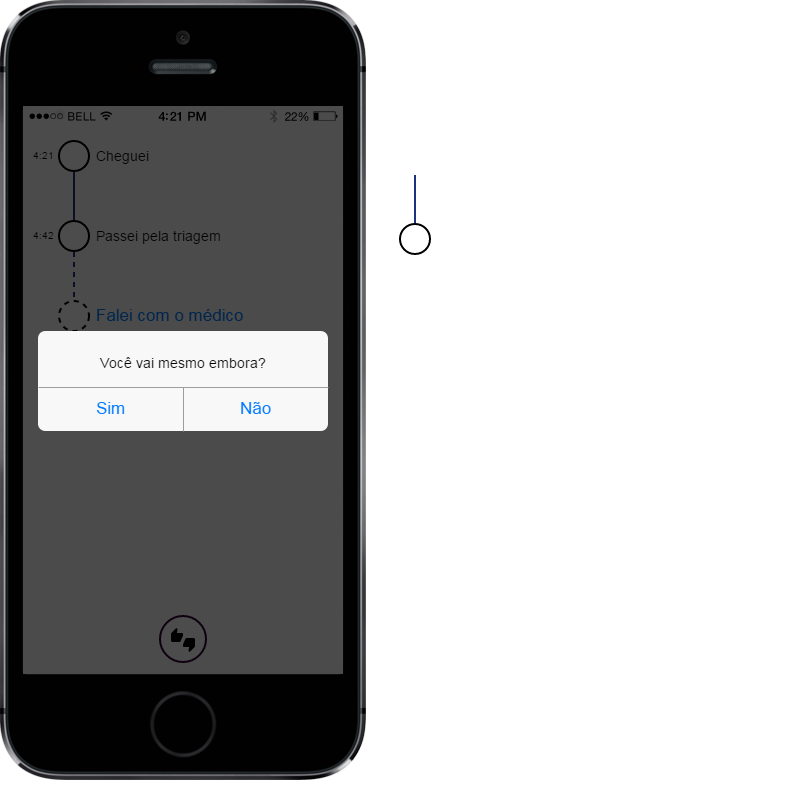 BELL 4:21 PM 22%
4:21 Cheguei
4:42 Passei pela triagem
Falei com o médico
Você vai mesmo embora?
Sim Não